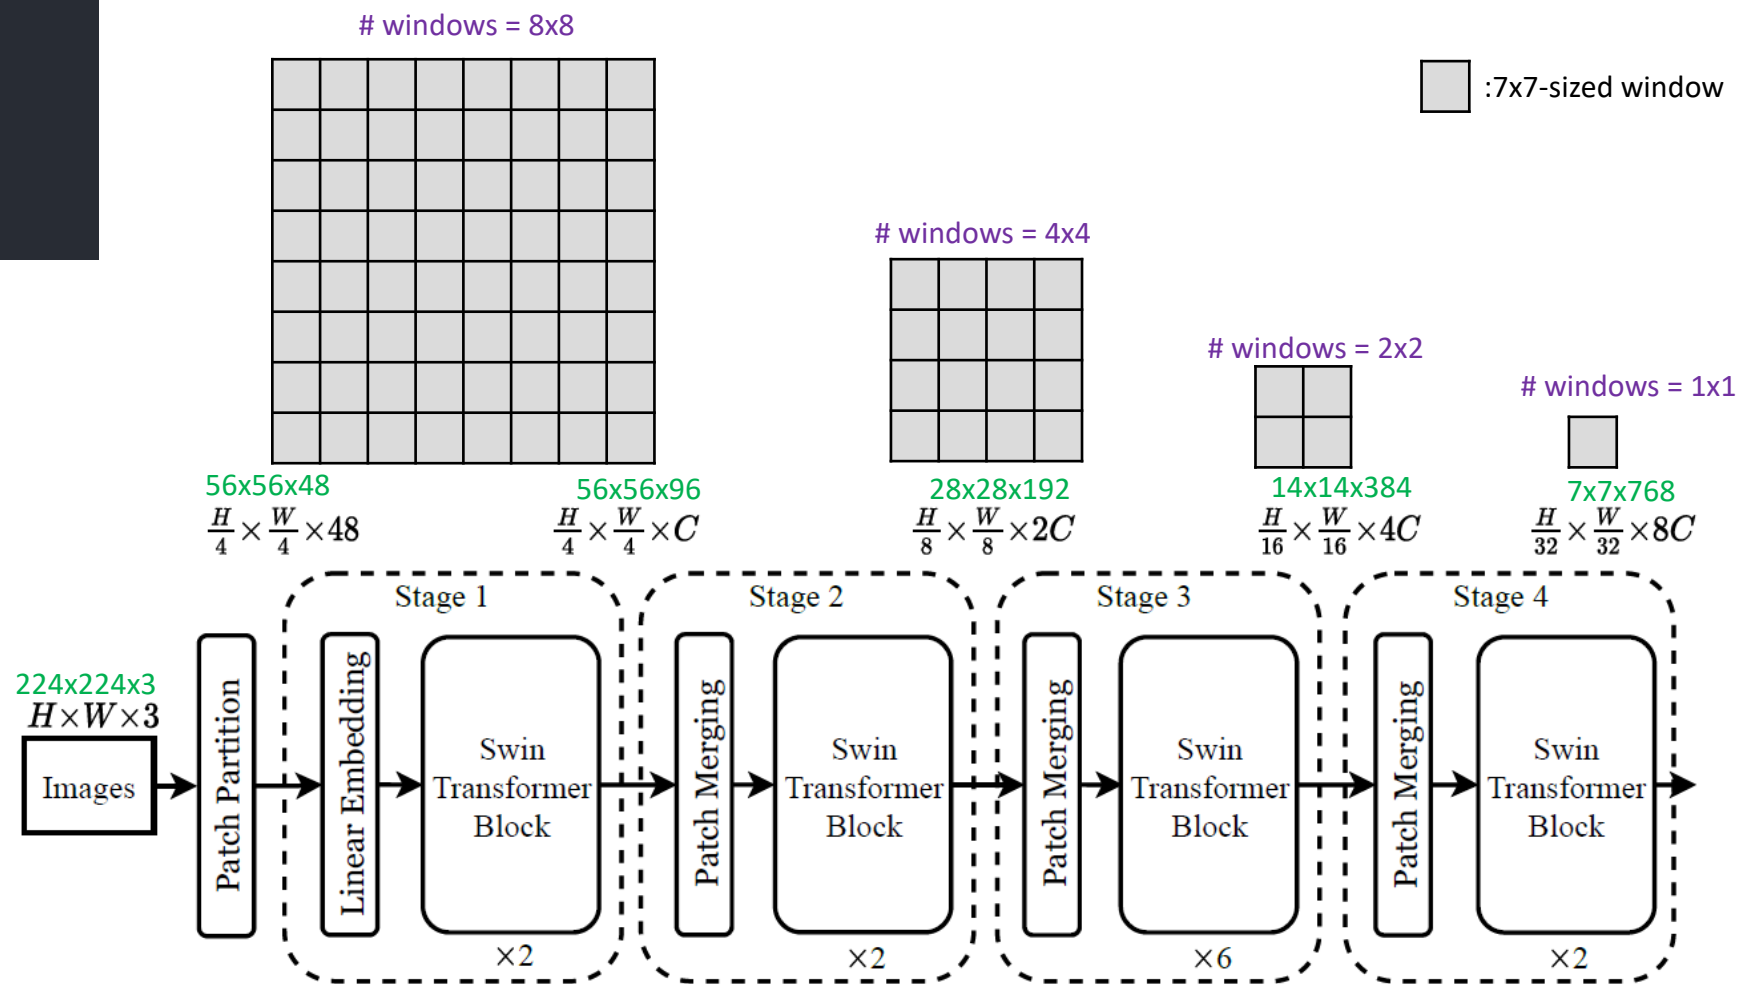 # windows = 8x8
:7x7-sized window
# windows = 4x4
# windows = 2x2
# windows = 1x1
56x56x48
56x56x96
28x28x192
14x14x384
7x7x768
H/4 × W/4 ×48
H/4 × W/4 ×C
H/8 × W/8 ×2C
H/16 × W/16 ×4C
H/32 × W/32 ×8C
224x224x3
H×W×3
Images
Patch Partition
Stage 1
Linear Embedding
Swin
Transformer
Block
×2
Stage 2
Patch Merging
Swin
Transformer
Block
×2
Stage 3
Patch Merging
Swin
Transformer
Block
×6
Stage 4
Patch Merging
Swin
Transformer
Block
×2